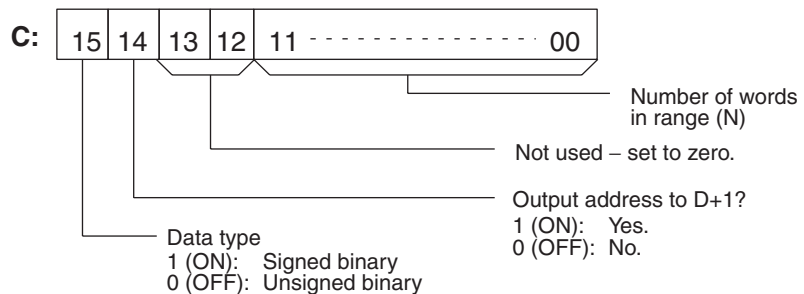 C: 15 14 13 12 11 - - - - - - - - - - - - - - - 00
Number of words
in range (N)
Not used – set to zero.
Output address to D+1?
1 (ON): Yes.
0 (OFF): No.
Data type
1 (ON): Signed binary
0 (OFF): Unsigned binary